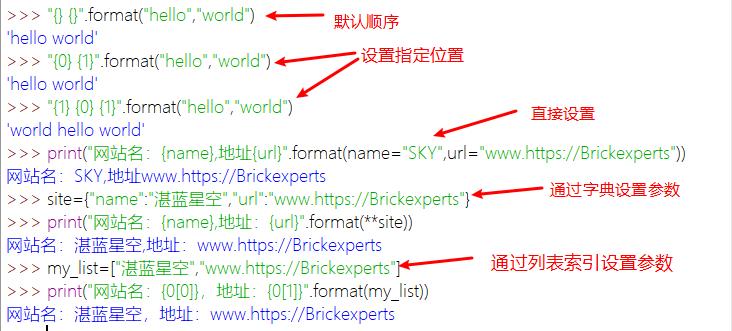 >>> "{} {}".format("hello","world")
默认顺序
'hello world'
>>> "{0} {1}".format("hello","world")
设置指定位置
'hello world'
>>> "{1} {0} {1}".format("hello","world")
'world hello world'
直接设置
>>> print("网站名：{name},地址{url}".format(name="SKY",url="www.https://Brickexperts"))
网站名：SKY,地址www.https://Brickexperts
>>> site={"name":"湛蓝星空","url":"www.https://Brickexperts"}
通过字典设置参数
>>> print("网站名：{name},地址：{url}".format(**site))
网站名：湛蓝星空,地址：www.https://Brickexperts
>>> my_list=["湛蓝星空","www.https://Brickexperts"]
通过列表索引设置参数
>>> print("网站名：{0[0]}，地址：{0[1]}".format(my_list))
网站名：湛蓝星空，地址：www.https://Brickexperts